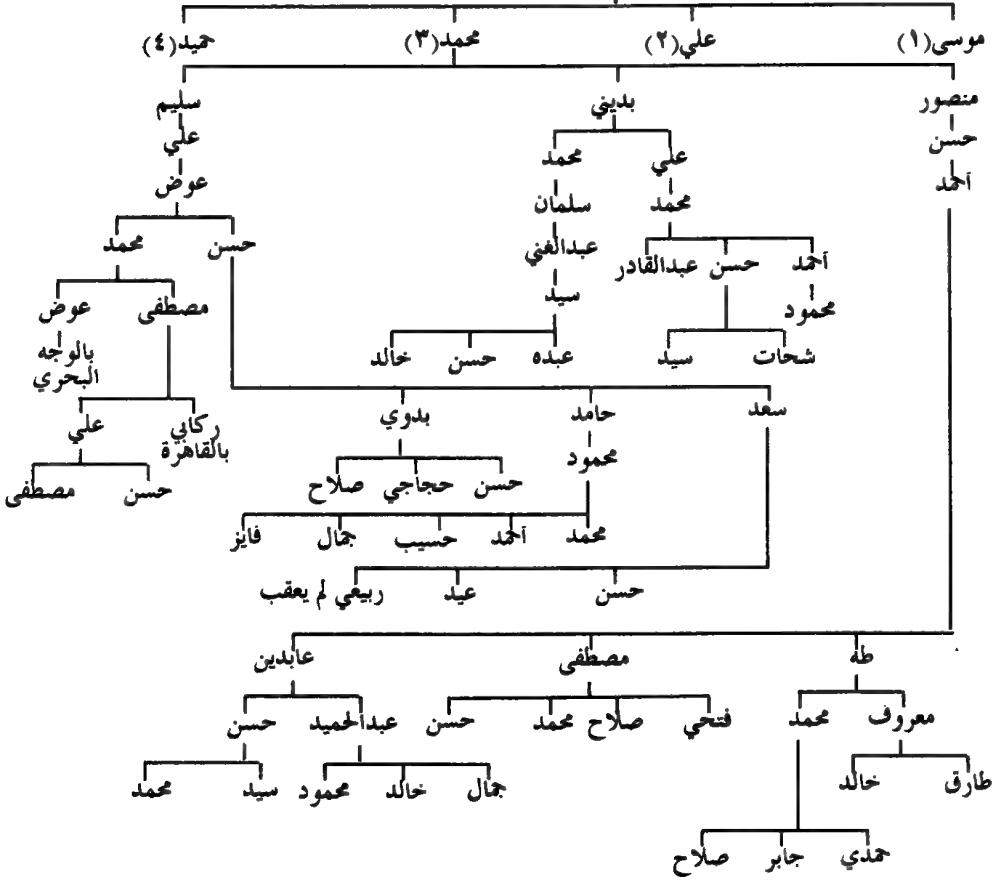 موسى(١) علي(٢) محمد(٣) حميد(٤)
منصور بديني سليم
حسن علي محمد علي
أحمد محمد سلمان عوض
حسن محمد
أحمد حسن عبدالقادر عبدالغني
محمود سيد مصطفى عوض
شحات سيد عبده حسن خالد بالوجه البحري
سعد حامد بدوي ركابي بالقاهرة علي
محمود
حسن حجاجي صلاح حسن مصطفى
محمد أحمد حسيب جمال فايز
حسن عيد ربيعي لم يعقب
طه مصطفى عابدين
معروف محمد فتحي صلاح محمد حسن عبدالحميد حسن
طارق خالد جمال خالد محمود سيد محمد
حمدي جابر صلاح